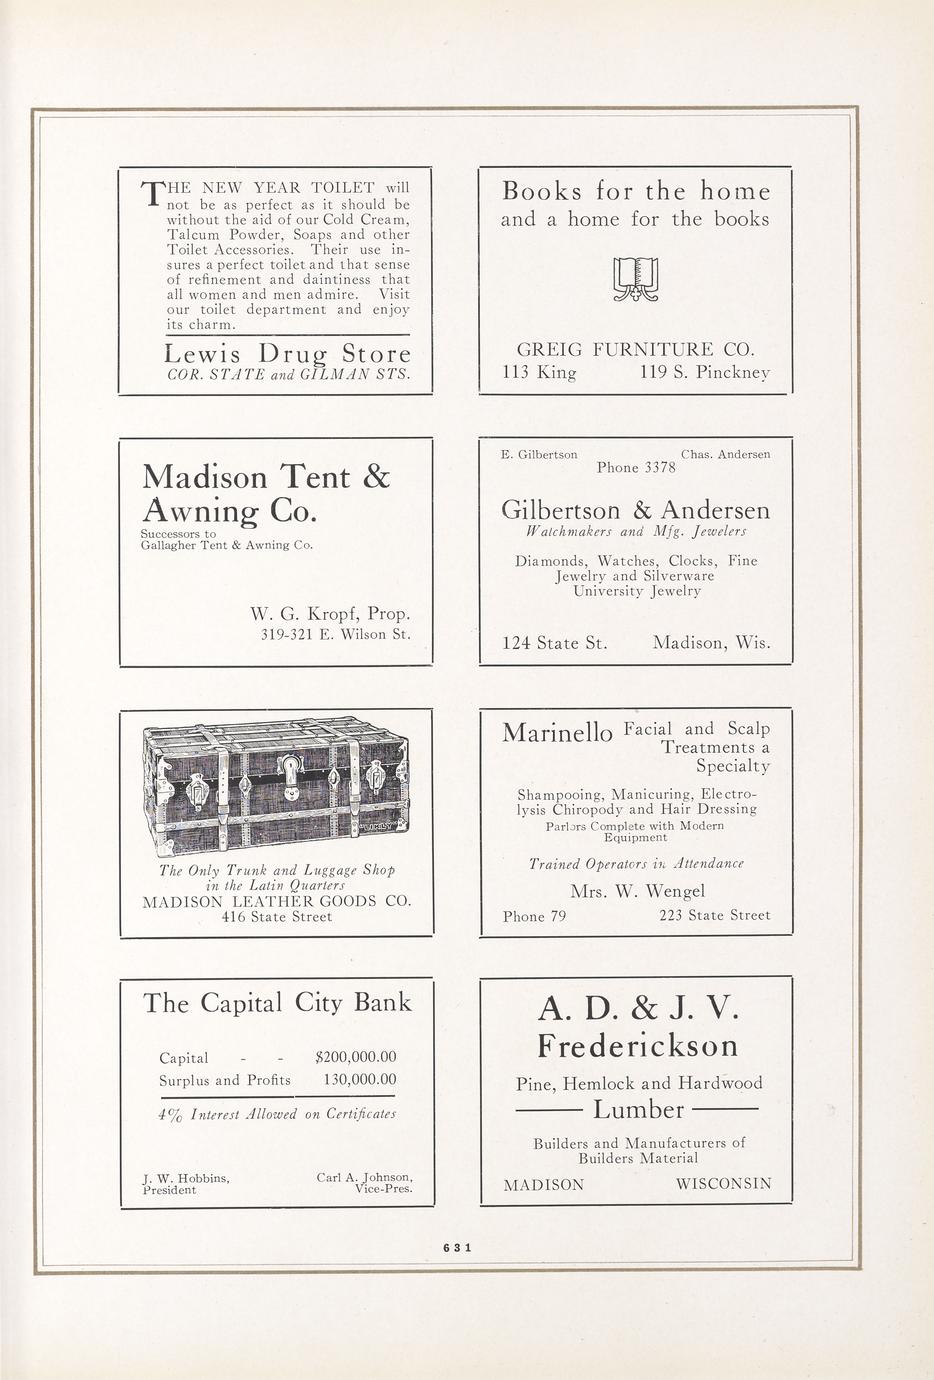 THE NEW YEAR TOILET will
not be as perfect as it should be
without the aid of our Cold Cream,
Talcum Powder, Soaps and other
Toilet Accessories. Their use in-
sures a perfect toilet and that sense
of refinement and daintiness that
all women and men admire. Visit
our toilet department and enjoy
its charm.
Lewis Drug Store
COR. STATE and GILMAN STS.
Books for the home
and a home for the books
GREIG FURNITURE CO.
113 King 119 S. Pinckney
Madison Tent &
Awning Co.
Successors to
Gallagher Tent & Awning Co.
W. G. Kropf, Prop.
319-321 E. Wilson St.
E. Gilbertson Chas. Andersen
Phone 3378
Gilbertson & Andersen
Watchmakers and Mfg. Jewelers
Diamonds, Watches, Clocks, Fine
Jewelry and Silverware
University Jewelry
124 State St. Madison, Wis.
The Only Trunk and Luggage Shop
in the Latin Quarters
MADISON LEATHER GOODS CO.
416 State Street
Marinello Facial and Scalp
Treatments a
Specialty
Shampooing, Manicuring, Electro-
lysis Chiropody and Hair Dressing
Parlors Complete with Modern
Equipment
Trained Operators in Attendance
Mrs. W. Wengel
Phone 79 223 State Street
The Capital City Bank
Capital - - $200,000.00
Surplus and Profits 130,000.00
4% Interest Allowed on Certificates
J. W. Hobbins, Carl A. Johnson,
President Vice-Pres.
A. D. & J. V.
Frederickson
Pine, Hemlock and Hardwood
Lumber
Builders and Manufacturers of
Builders Material
MADISON WISCONSIN
631